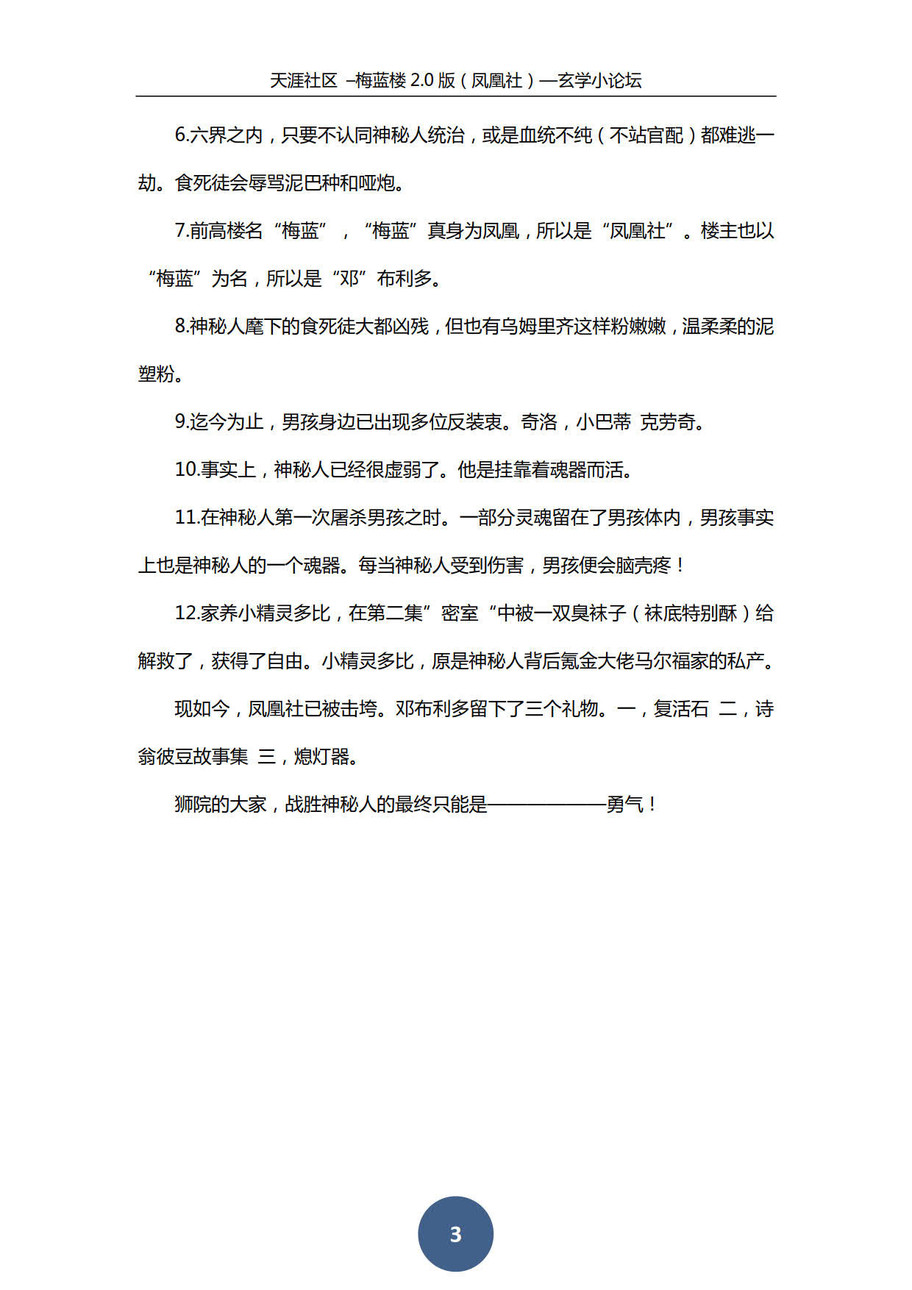 天涯社区 –梅蓝楼 2.0 版（凤凰社）—玄学小论坛
6.六界之内，只要不认同神秘人统治，或是血统不纯（不站官配）都难逃一
劫。食死徒会辱骂泥巴种和哑炮。
7.前高楼名“梅蓝”，“梅蓝”真身为凤凰，所以是“凤凰社”。楼主也以
“梅蓝”为名，所以是“邓”布利多。
8.神秘人麾下的食死徒大都凶残，但也有乌姆里齐这样粉嫩嫩，温柔柔的泥
塑粉。
9.迄今为止，男孩身边已出现多位反装衷。奇洛，小巴蒂 克劳奇。
10.事实上，神秘人已经很虚弱了。他是挂靠着魂器而活。
11.在神秘人第一次屠杀男孩之时。一部分灵魂留在了男孩体内，男孩事实
上也是神秘人的一个魂器。每当神秘人受到伤害，男孩便会脑壳疼！
12.家养小精灵多比，在第二集”密室“中被一双臭袜子（袜底特别酥）给
解救了，获得了自由。小精灵多比，原是神秘人背后氪金大佬马尔福家的私产。
现如今，凤凰社已被击垮。邓布利多留下了三个礼物。一，复活石 二，诗
翁彼豆故事集 三，熄灯器。
狮院的大家，战胜神秘人的最终只能是——————勇气！
3